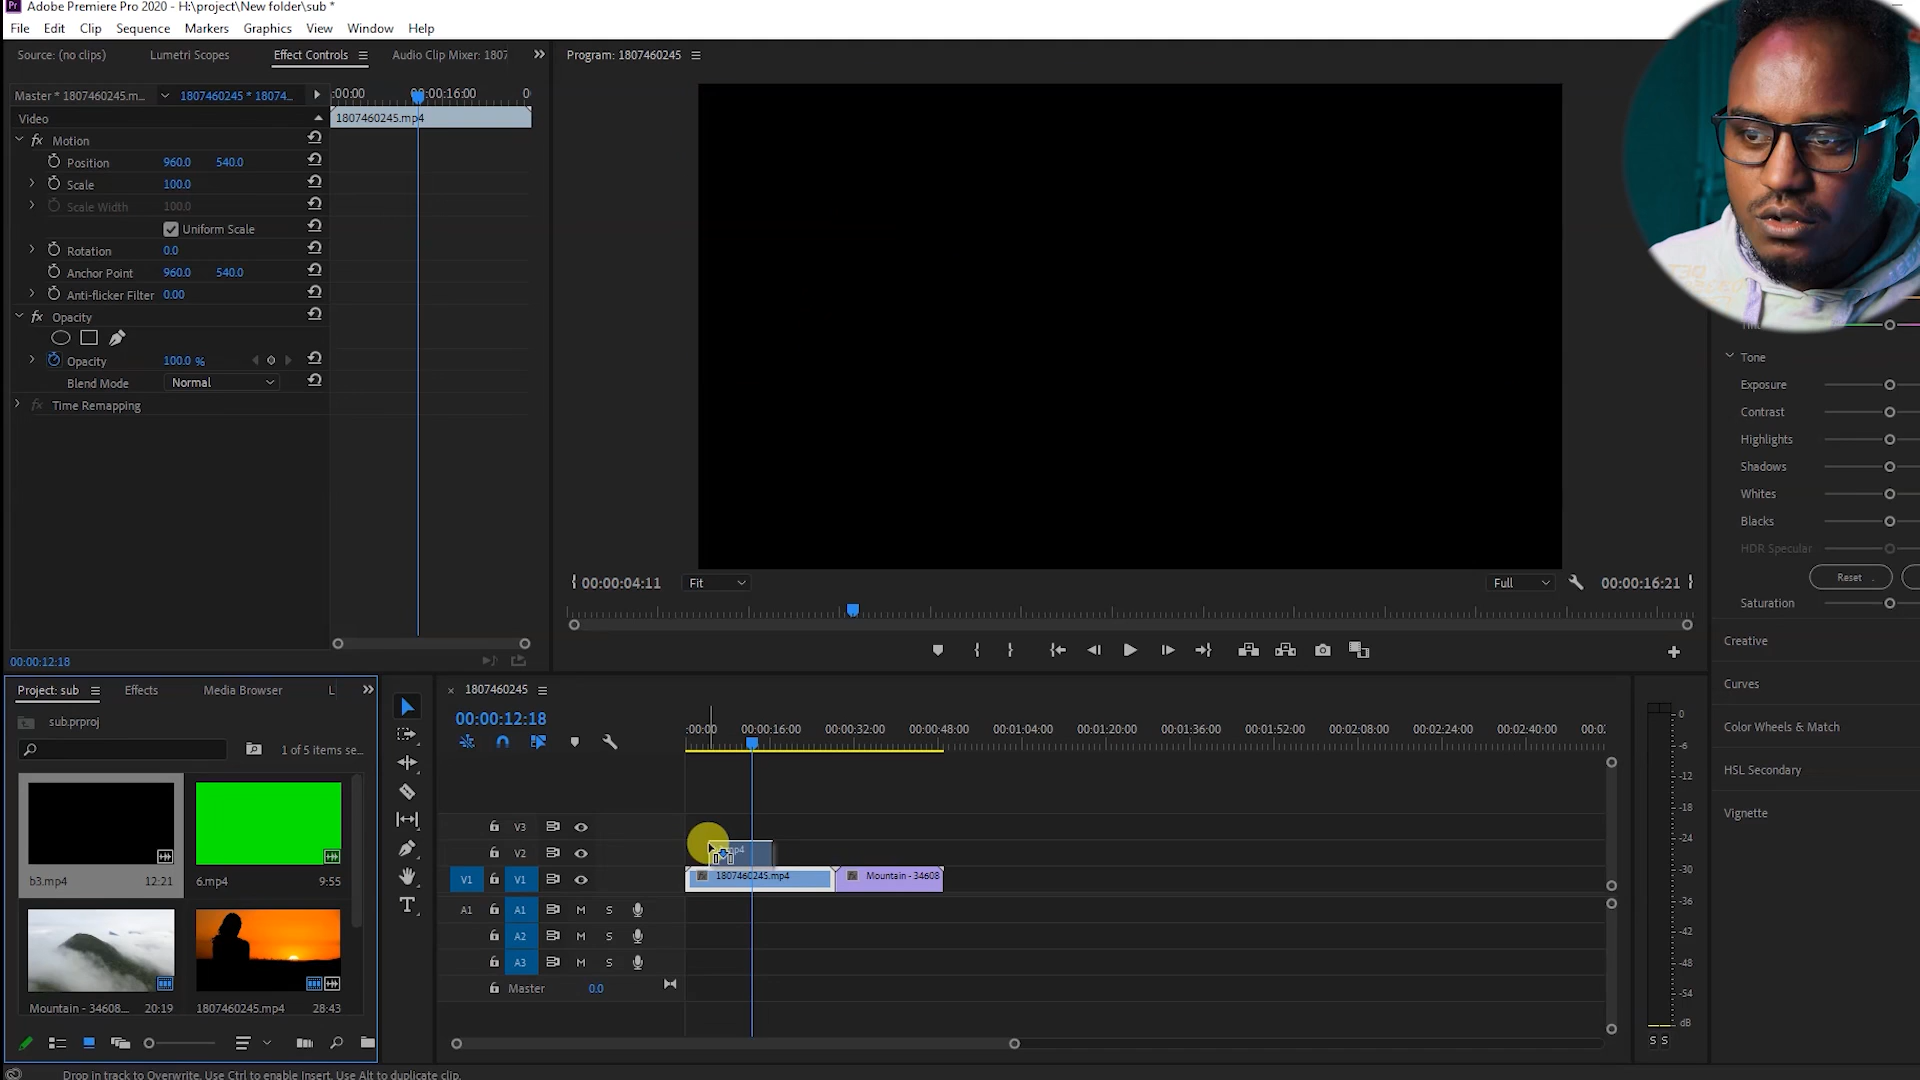 Adobe Premiere Pro 2020 - H:\project\New folder\sub *
File Edit Clip Sequence Markers Graphics View Window Help
Source: (no clips) Lumetri Scopes Effect Controls Audio Clip Mixer: 1807 Program: 1807460245
Master * 1807460245.m... 1807460245 * 18074... :00:00 00:00:16:00 0
Video 1807460245.mp4
fx Motion
Position 960.0 540.0
Scale 100.0
Scale Width 100.0
Uniform Scale
Rotation 0.0
Anchor Point 960.0 540.0
Anti-flicker Filter 0.00
fx Opacity
Opacity 100.0 %
Blend Mode Normal
fx Time Remapping
00:00:12:18
00:00:04:11 Fit Full 00:00:16:21
Tone
Exposure
Contrast
Highlights
Shadows
Whites
Blacks
HDR Specular
Reset
Saturation
Creative
Curves
Color Wheels & Match
HSL Secondary
Vignette
Project: sub Effects Media Browser L
sub.prproj
1 of 5 items se...
b3.mp4 12:21 6.mp4 9:55
Mountain - 34608... 20:19 1807460245.mp4 28:43
1807460245
00:00:12:18
:00:00 00:00:16:00 00:00:32:00 00:00:48:00 00:01:04:00 00:01:20:00 00:01:36:00 00:01:52:00 00:02:08:00 00:02:24:00 00:02:40:00 00:0
V3
V2 .mp4
V1 V1 fx 1807460245.mp4 fx Mountain - 34608
A1 A1 M S
A2 M S
A3 M S
Master 0.0
0
-6
-12
-18
-24
-30
-36
-42
-48
-54
dB
S S
Drop in track to Overwrite. Use Ctrl to enable Insert. Use Alt to duplicate clip.